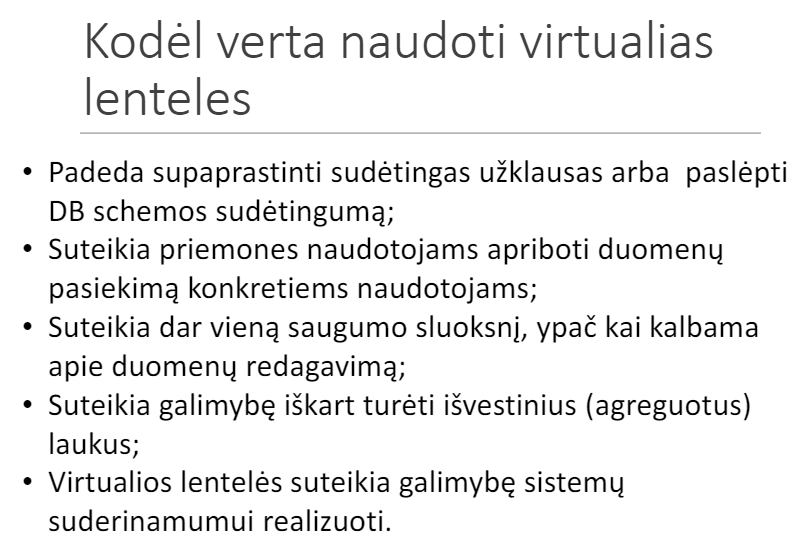 Kodėl verta naudoti virtualias
lenteles
• Padeda supaprastinti sudėtingas užklausas arba  paslėpti
DB schemos sudėtingumą;
• Suteikia priemones naudotojams apriboti duomenų
pasiekimą konkretiems naudotojams;
• Suteikia dar vieną saugumo sluoksnį, ypač kai kalbama
apie duomenų redagavimą;
• Suteikia galimybę iškart turėti išvestinius (agreguotus)
laukus;
• Virtualios lentelės suteikia galimybę sistemų
suderinamumui realizuoti.